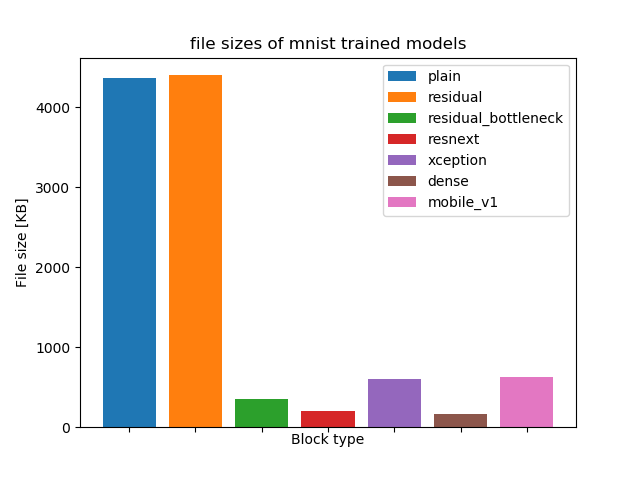 file sizes of mnist trained models
plain
residual
residual_bottleneck
resnext
xception
dense
mobile_v1
File size [KB]
4000
3000
2000
1000
0
Block type